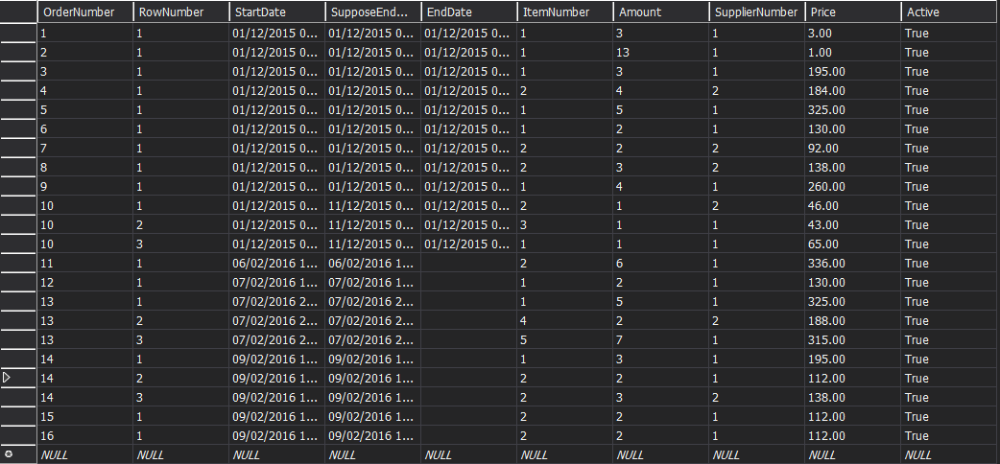 OrderNumber RowNumber StartDate SupposeEnd... EndDate ItemNumber Amount SupplierNumber Price Active
1 1 01/12/2015 0... 01/12/2015 0... 01/12/2015 0... 1 3 1 3.00 True
2 1 01/12/2015 0... 01/12/2015 0... 01/12/2015 0... 1 13 1 1.00 True
3 1 01/12/2015 0... 01/12/2015 0... 01/12/2015 0... 1 3 1 195.00 True
4 1 01/12/2015 0... 01/12/2015 0... 01/12/2015 0... 2 4 2 184.00 True
5 1 01/12/2015 0... 01/12/2015 0... 01/12/2015 0... 1 5 1 325.00 True
6 1 01/12/2015 0... 01/12/2015 0... 01/12/2015 0... 1 2 1 130.00 True
7 1 01/12/2015 0... 01/12/2015 0... 01/12/2015 0... 2 2 2 92.00 True
8 1 01/12/2015 0... 01/12/2015 0... 01/12/2015 0... 2 3 2 138.00 True
9 1 01/12/2015 0... 01/12/2015 0... 01/12/2015 0... 1 4 1 260.00 True
10 1 01/12/2015 0... 11/12/2015 0... 01/12/2015 0... 2 1 2 46.00 True
10 2 01/12/2015 0... 11/12/2015 0... 01/12/2015 0... 3 1 1 43.00 True
10 3 01/12/2015 0... 11/12/2015 0... 01/12/2015 0... 1 1 1 65.00 True
11 1 06/02/2016 1... 06/02/2016 1... 2 6 1 336.00 True
12 1 07/02/2016 1... 07/02/2016 1... 1 2 1 130.00 True
13 1 07/02/2016 2... 07/02/2016 2... 1 5 1 325.00 True
13 2 07/02/2016 2... 07/02/2016 2... 4 2 2 188.00 True
13 3 07/02/2016 2... 07/02/2016 2... 5 7 1 315.00 True
14 1 09/02/2016 1... 09/02/2016 1... 1 3 1 195.00 True
14 2 09/02/2016 1... 09/02/2016 1... 2 2 1 112.00 True
14 3 09/02/2016 1... 09/02/2016 1... 2 3 2 138.00 True
15 1 09/02/2016 1... 09/02/2016 1... 2 2 1 112.00 True
16 1 09/02/2016 1... 09/02/2016 1... 2 2 1 112.00 True
NULL NULL NULL NULL NULL NULL NULL NULL NULL NULL